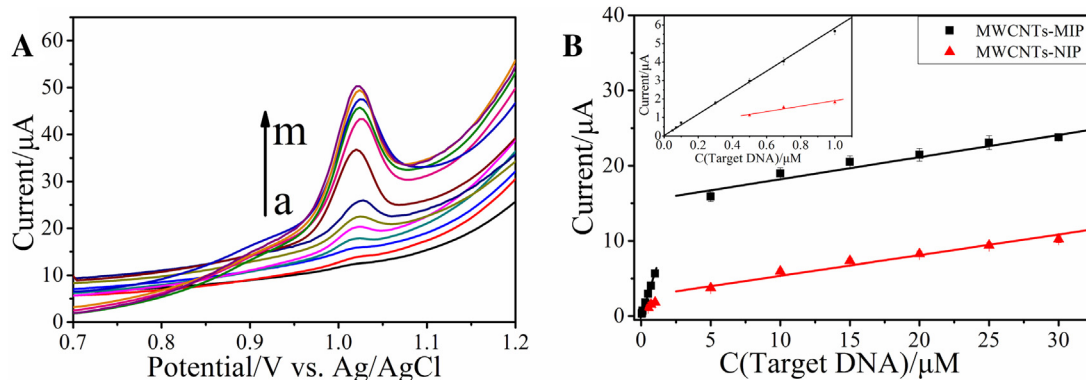 A
60
50
40
30
20
10
0
Current/μA
m
a
0.7 0.8 0.9 1.0 1.1 1.2
Potential/V vs. Ag/AgCl
B
40
30
20
10
0
Current/μA
MWCNTs-MIP
MWCNTs-NIP
6
5
4
3
2
1
0
Current/μA
0.0 0.2 0.4 0.6 0.8 1.0
C(Target DNA)/μM
0 5 10 15 20 25 30
C(Target DNA)/μM